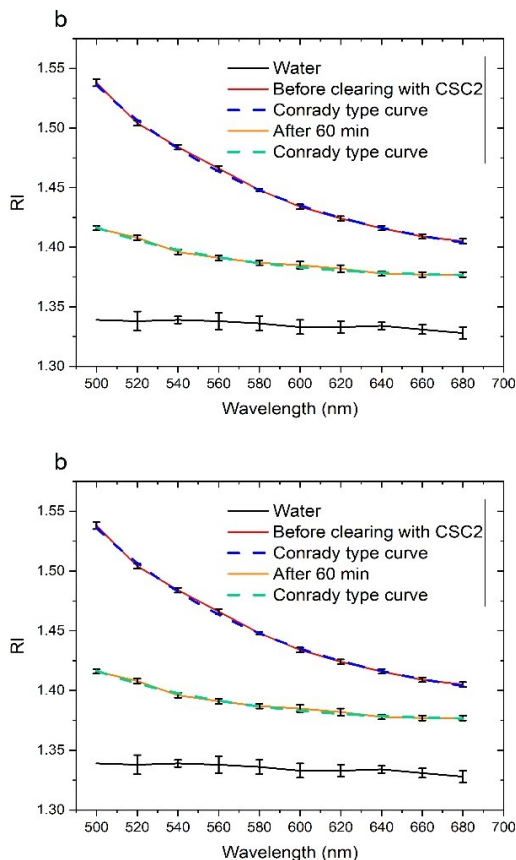 b
1.55
1.50
1.45
1.40
1.35
1.30
RI
Water
Before clearing with CSC2
Conrady type curve
After 60 min
Conrady type curve
500 520 540 560 580 600 620 640 660 680 700
Wavelength (nm)
b
1.55
1.50
1.45
1.40
1.35
1.30
RI
Water
Before clearing with CSC2
Conrady type curve
After 60 min
Conrady type curve
500 520 540 560 580 600 620 640 660 680 700
Wavelength (nm)